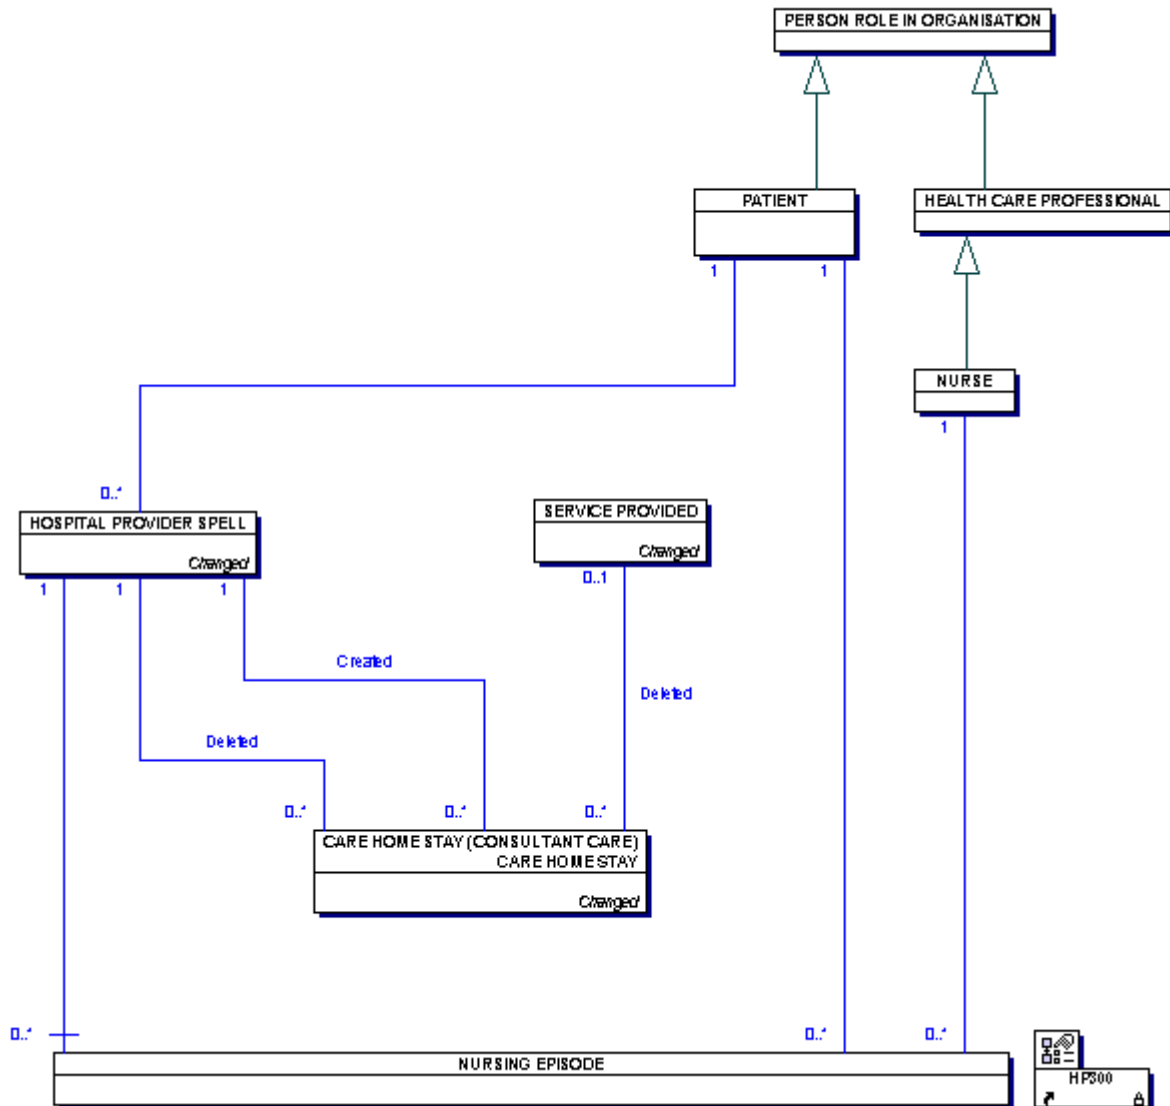 PERSON ROLE IN ORGANISATION
PATIENT
HEALTH CARE PROFESSIONAL
1
1
NURSE
1
0..*
HOSPITAL PROVIDER SPELL
Changed
SERVICE PROVIDED
Changed
1
1
1
0..1
Created
Deleted
Deleted
0..*
0..*
0..*
CARE HOME STAY (CONSULTANT CARE)
CARE HOME STAY
Changed
0..*
0..*
0..*
NURSING EPISODE
HP300